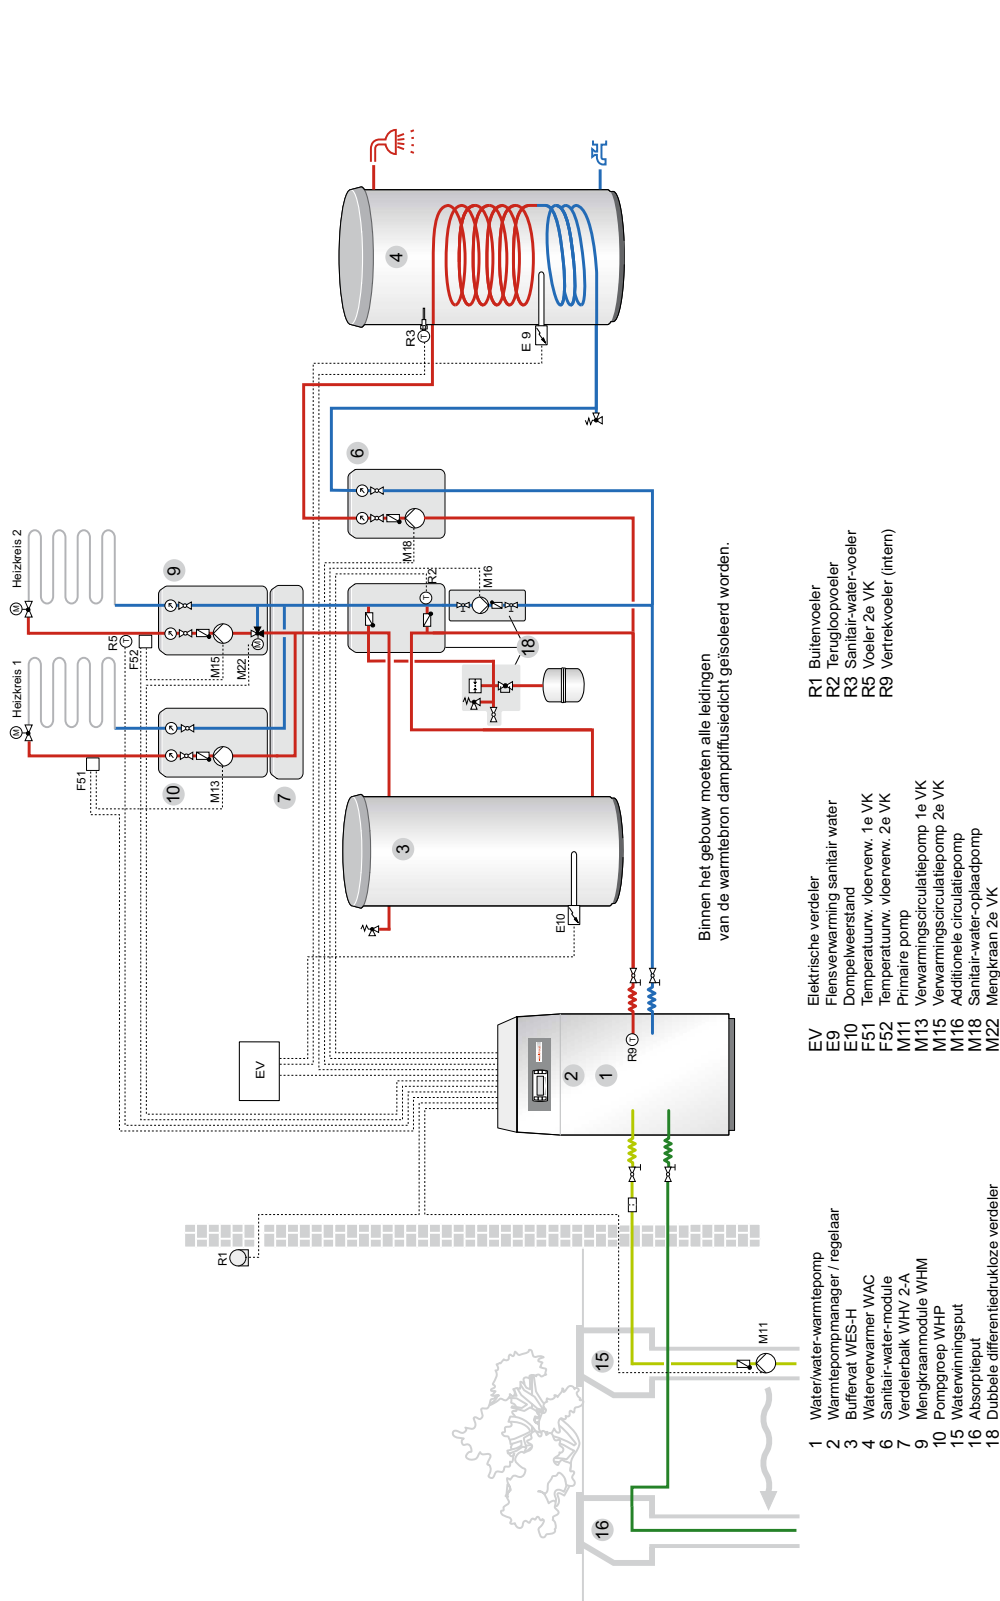 Heizkreis 1
Heizkreis 2
M
M
F51
R5
T
F52
M13
M15
M22
M
10
9
7
6
M18
R2
T
M16
18
R3
T
E 9
4
3
E10
EV
R9
T
2
1
R1
M11
15
16
Binnen het gebouw moeten alle leidingen
van de warmtebron dampdiffusiedicht geïsoleerd worden.
1 Water/water-warmtepomp
2 Warmtepompmanager / regelaar
3 Buffervat WES-H
4 Waterverwarmer WAC
6 Sanitair-water-module
7 Verdelerbalk WHV 2-A
9 Mengkraanmodule WHM
10 Pompgroep WHP
15 Waterwinningsput
16 Absorptieput
18 Dubbele differentiedrukloze verdeler
EV Elektrische verdeler
E9 Flensverwarming sanitair water
E10 Dompelweerstand
F51 Temperatuurw. vloerverw. 1e VK
F52 Temperatuurw. vloerverw. 2e VK
M11 Primaire pomp
M13 Verwarmingscirculatiepomp 1e VK
M15 Verwarmingscirculatiepomp 2e VK
M16 Additionele circulatiepomp
M18 Sanitair-water-oplaadpomp
M22 Mengkraan 2e VK
R1 Buitenvoeler
R2 Terugloopvoeler
R3 Sanitair-water-voeler
R5 Voeler 2e VK
R9 Vertrekvoeler (intern)